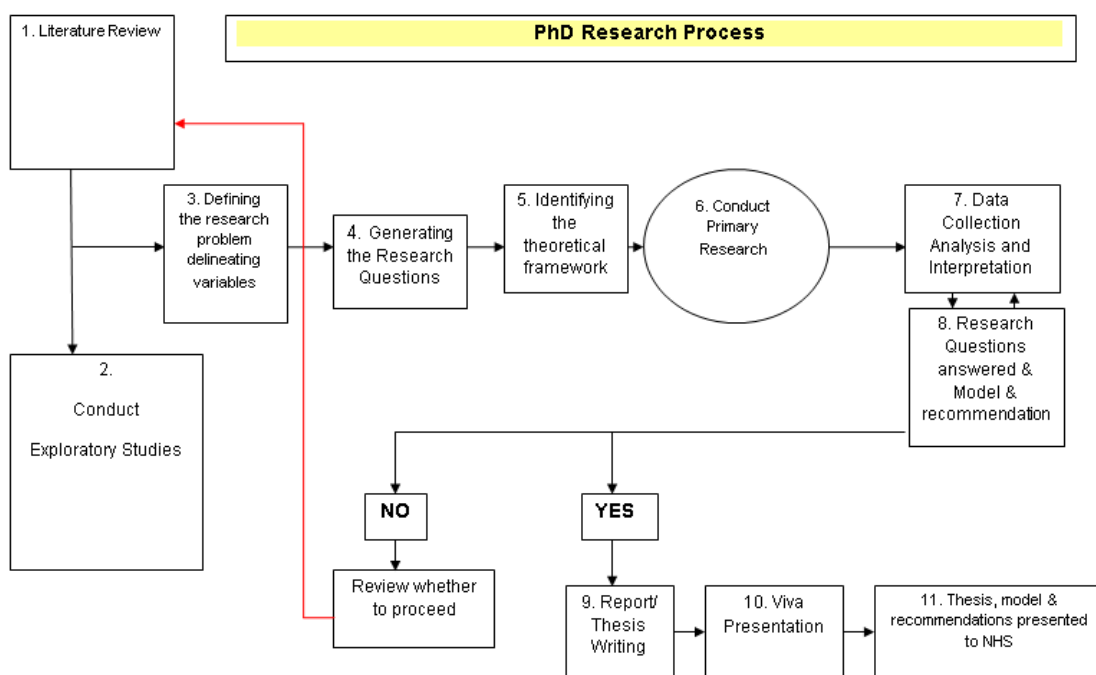 1. Literature Review
PhD Research Process
3. Defining
the research
problem
delineating
variables
4. Generating
the Research
Questions
5. Identifying
the
theoretical
framework
6. Conduct
Primary
Research
7. Data
Collection
Analysis and
Interpretation
8. Research
Questions
answered &
Model &
recommendation
2.
Conduct
Exploratory Studies
NO
YES
Review whether
to proceed
9. Report/
Thesis
Writing
10. Viva
Presentation
11. Thesis, model &
recommendations presented
to NHS